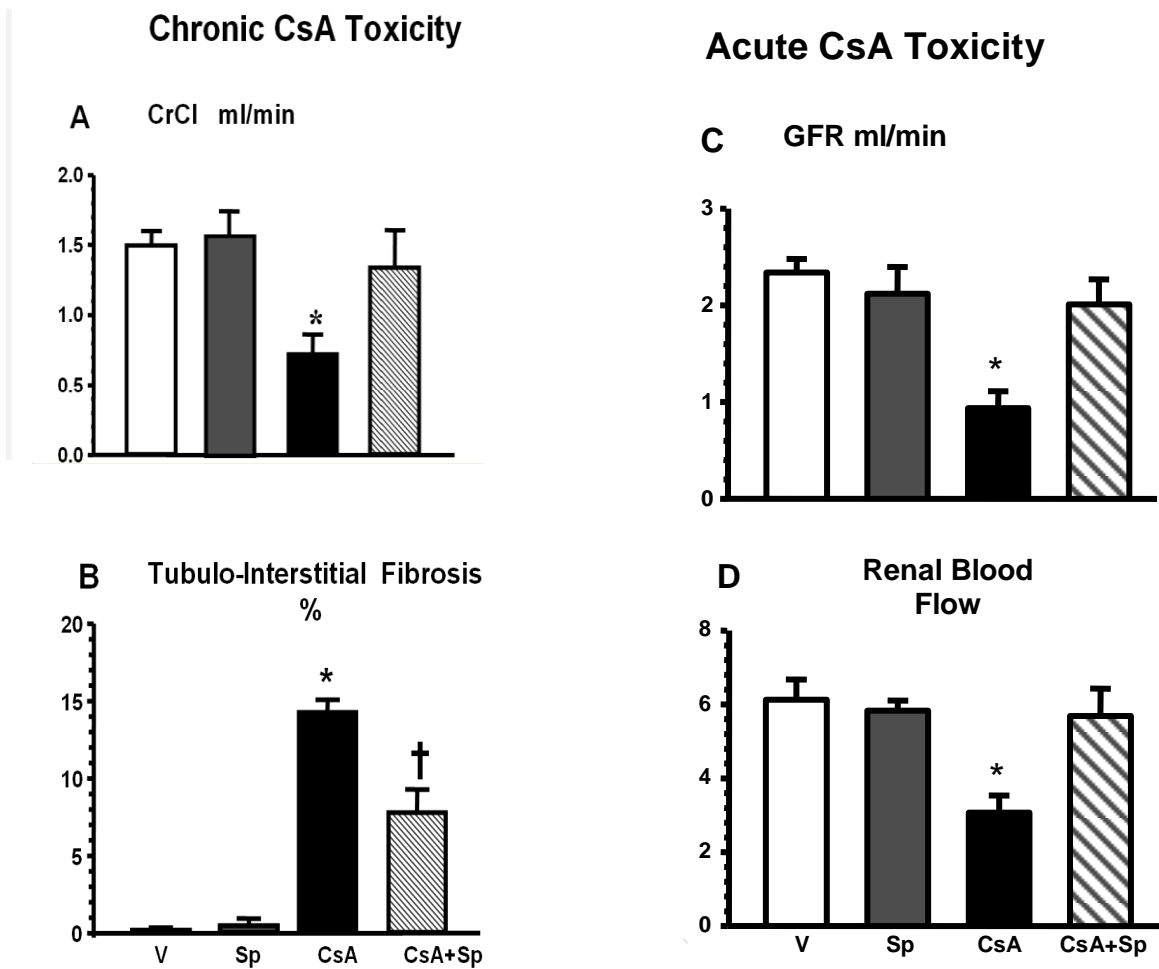 Chronic CsA Toxicity
A CrCl ml/min
2.0
1.5
*
1.0
0.5
0.0
B Tubulo-Interstitial Fibrosis
%
20
*
15
†
10
5
0
V Sp CsA CsA+Sp
Acute CsA Toxicity
C GFR ml/min
3
2
*
1
0
D Renal Blood
Flow
8
6
*
4
2
0
V Sp CsA CsA+Sp